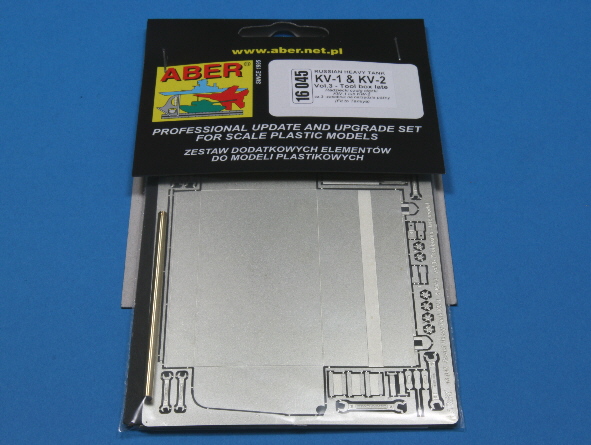 www.aber.net.pl
ABER®
SINCE 1995
16 045
RUSSIAN HEAVY TANK
KV-1 & KV-2
Vol.3 - Tool box late
PROFESSIONAL UPDATE AND UPGRADE SET
FOR SCALE PLASTIC MODELS
ZESTAW DODATKOWYCH ELEMENTÓW
DO MODELI PLASTIKOWYCH